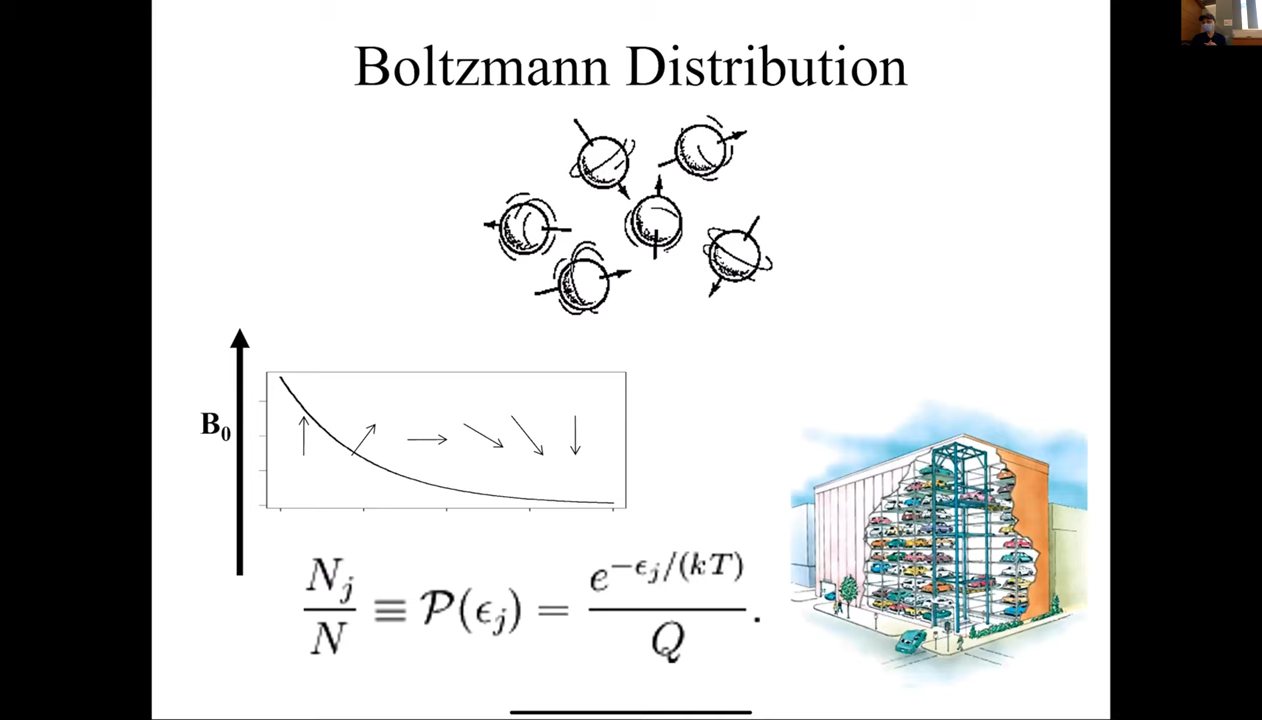 Boltzmann Distribution
B₀
N_j/N ≡ P(ϵ_j) = e^{-ϵ_j/(kT)}/Q.